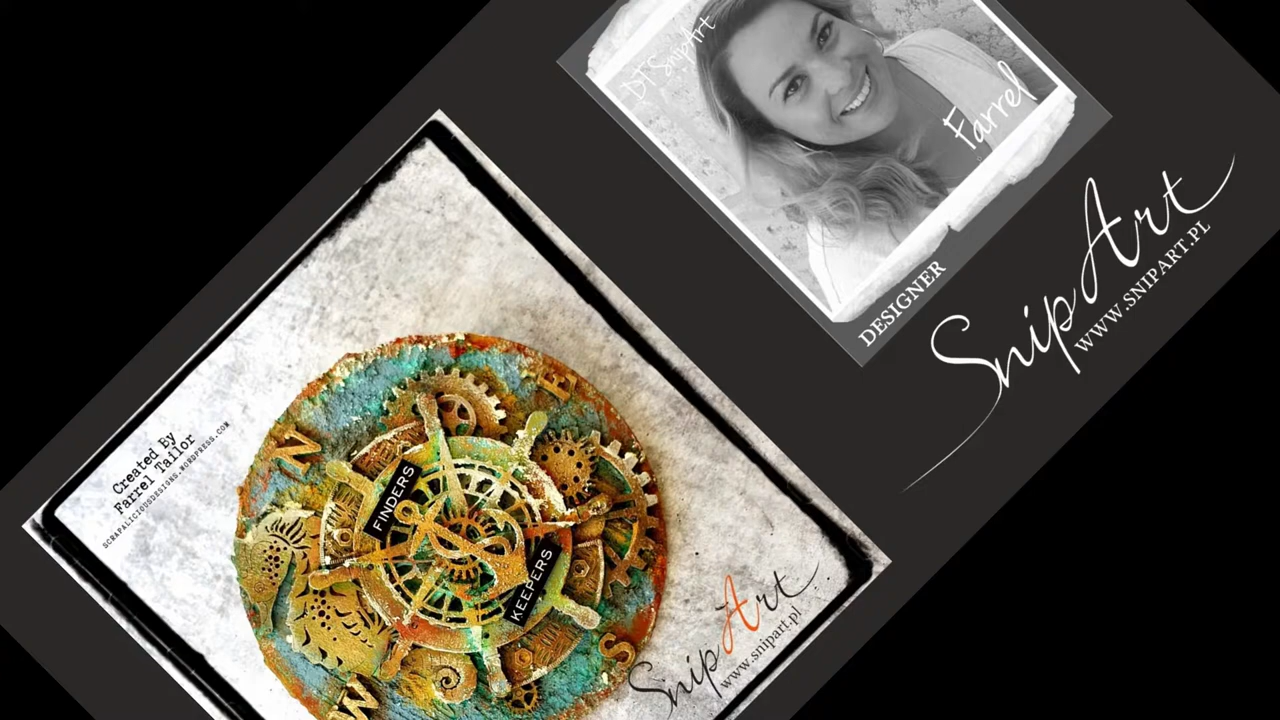 DT SnipArt
Farrel
DESIGNER
SnipArt
WWW.SNIPART.PL
Created By
Farrel Tailor
SCRAPALICIOUSDESIGNS.WORDPRESS.COM
N
E
FINDERS
KEEPERS
W
S
SnipArt
www.snipart.pl